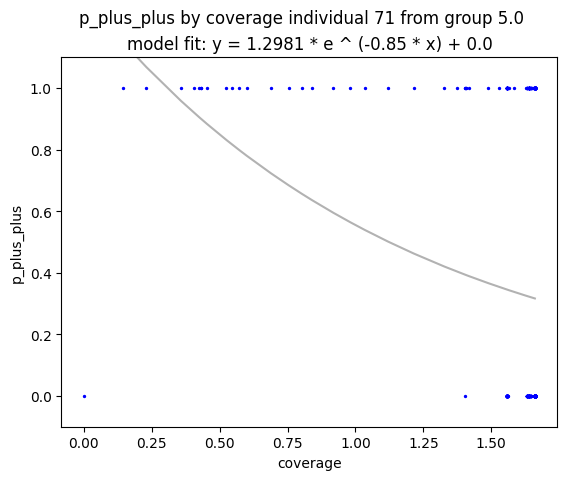 p_plus_plus by coverage individual 71 from group 5.0
model fit: y = 1.2981 * e ^ (-0.85 * x) + 0.0
1.0
0.8
0.6
0.4
0.2
0.0
p_plus_plus
0.00 0.25 0.50 0.75 1.00 1.25 1.50
coverage